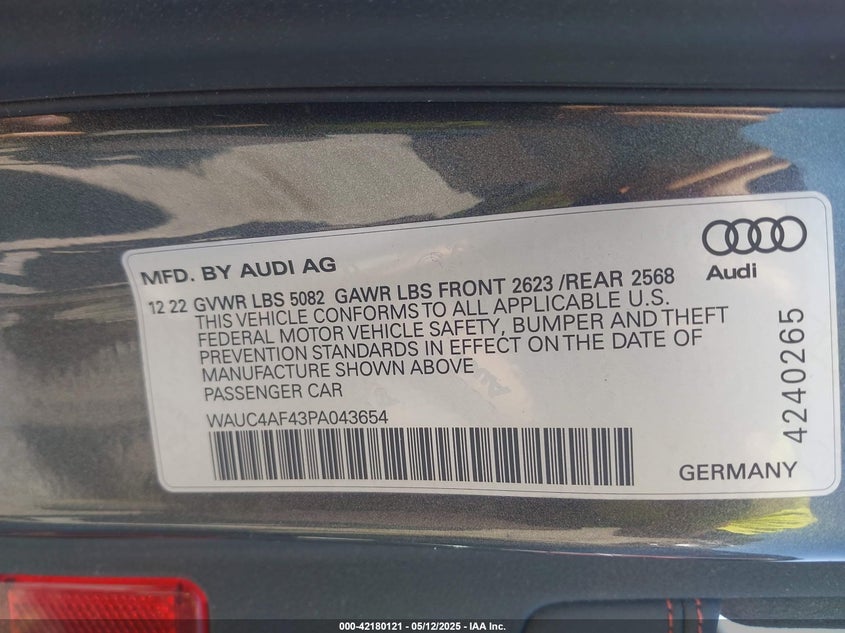 MFD. BY AUDI AG
Audi
12 22 GVWR LBS 5082 GAWR LBS FRONT 2623 /REAR 2568
THIS VEHICLE CONFORMS TO ALL APPLICABLE U.S.
FEDERAL MOTOR VEHICLE SAFETY, BUMPER AND THEFT
PREVENTION STANDARDS IN EFFECT ON THE DATE OF
MANUFACTURE SHOWN ABOVE
PASSENGER CAR
WAUC4AF43PA043654
4240265
GERMANY
000-42180121 - 05/12/2025 - IAA Inc.